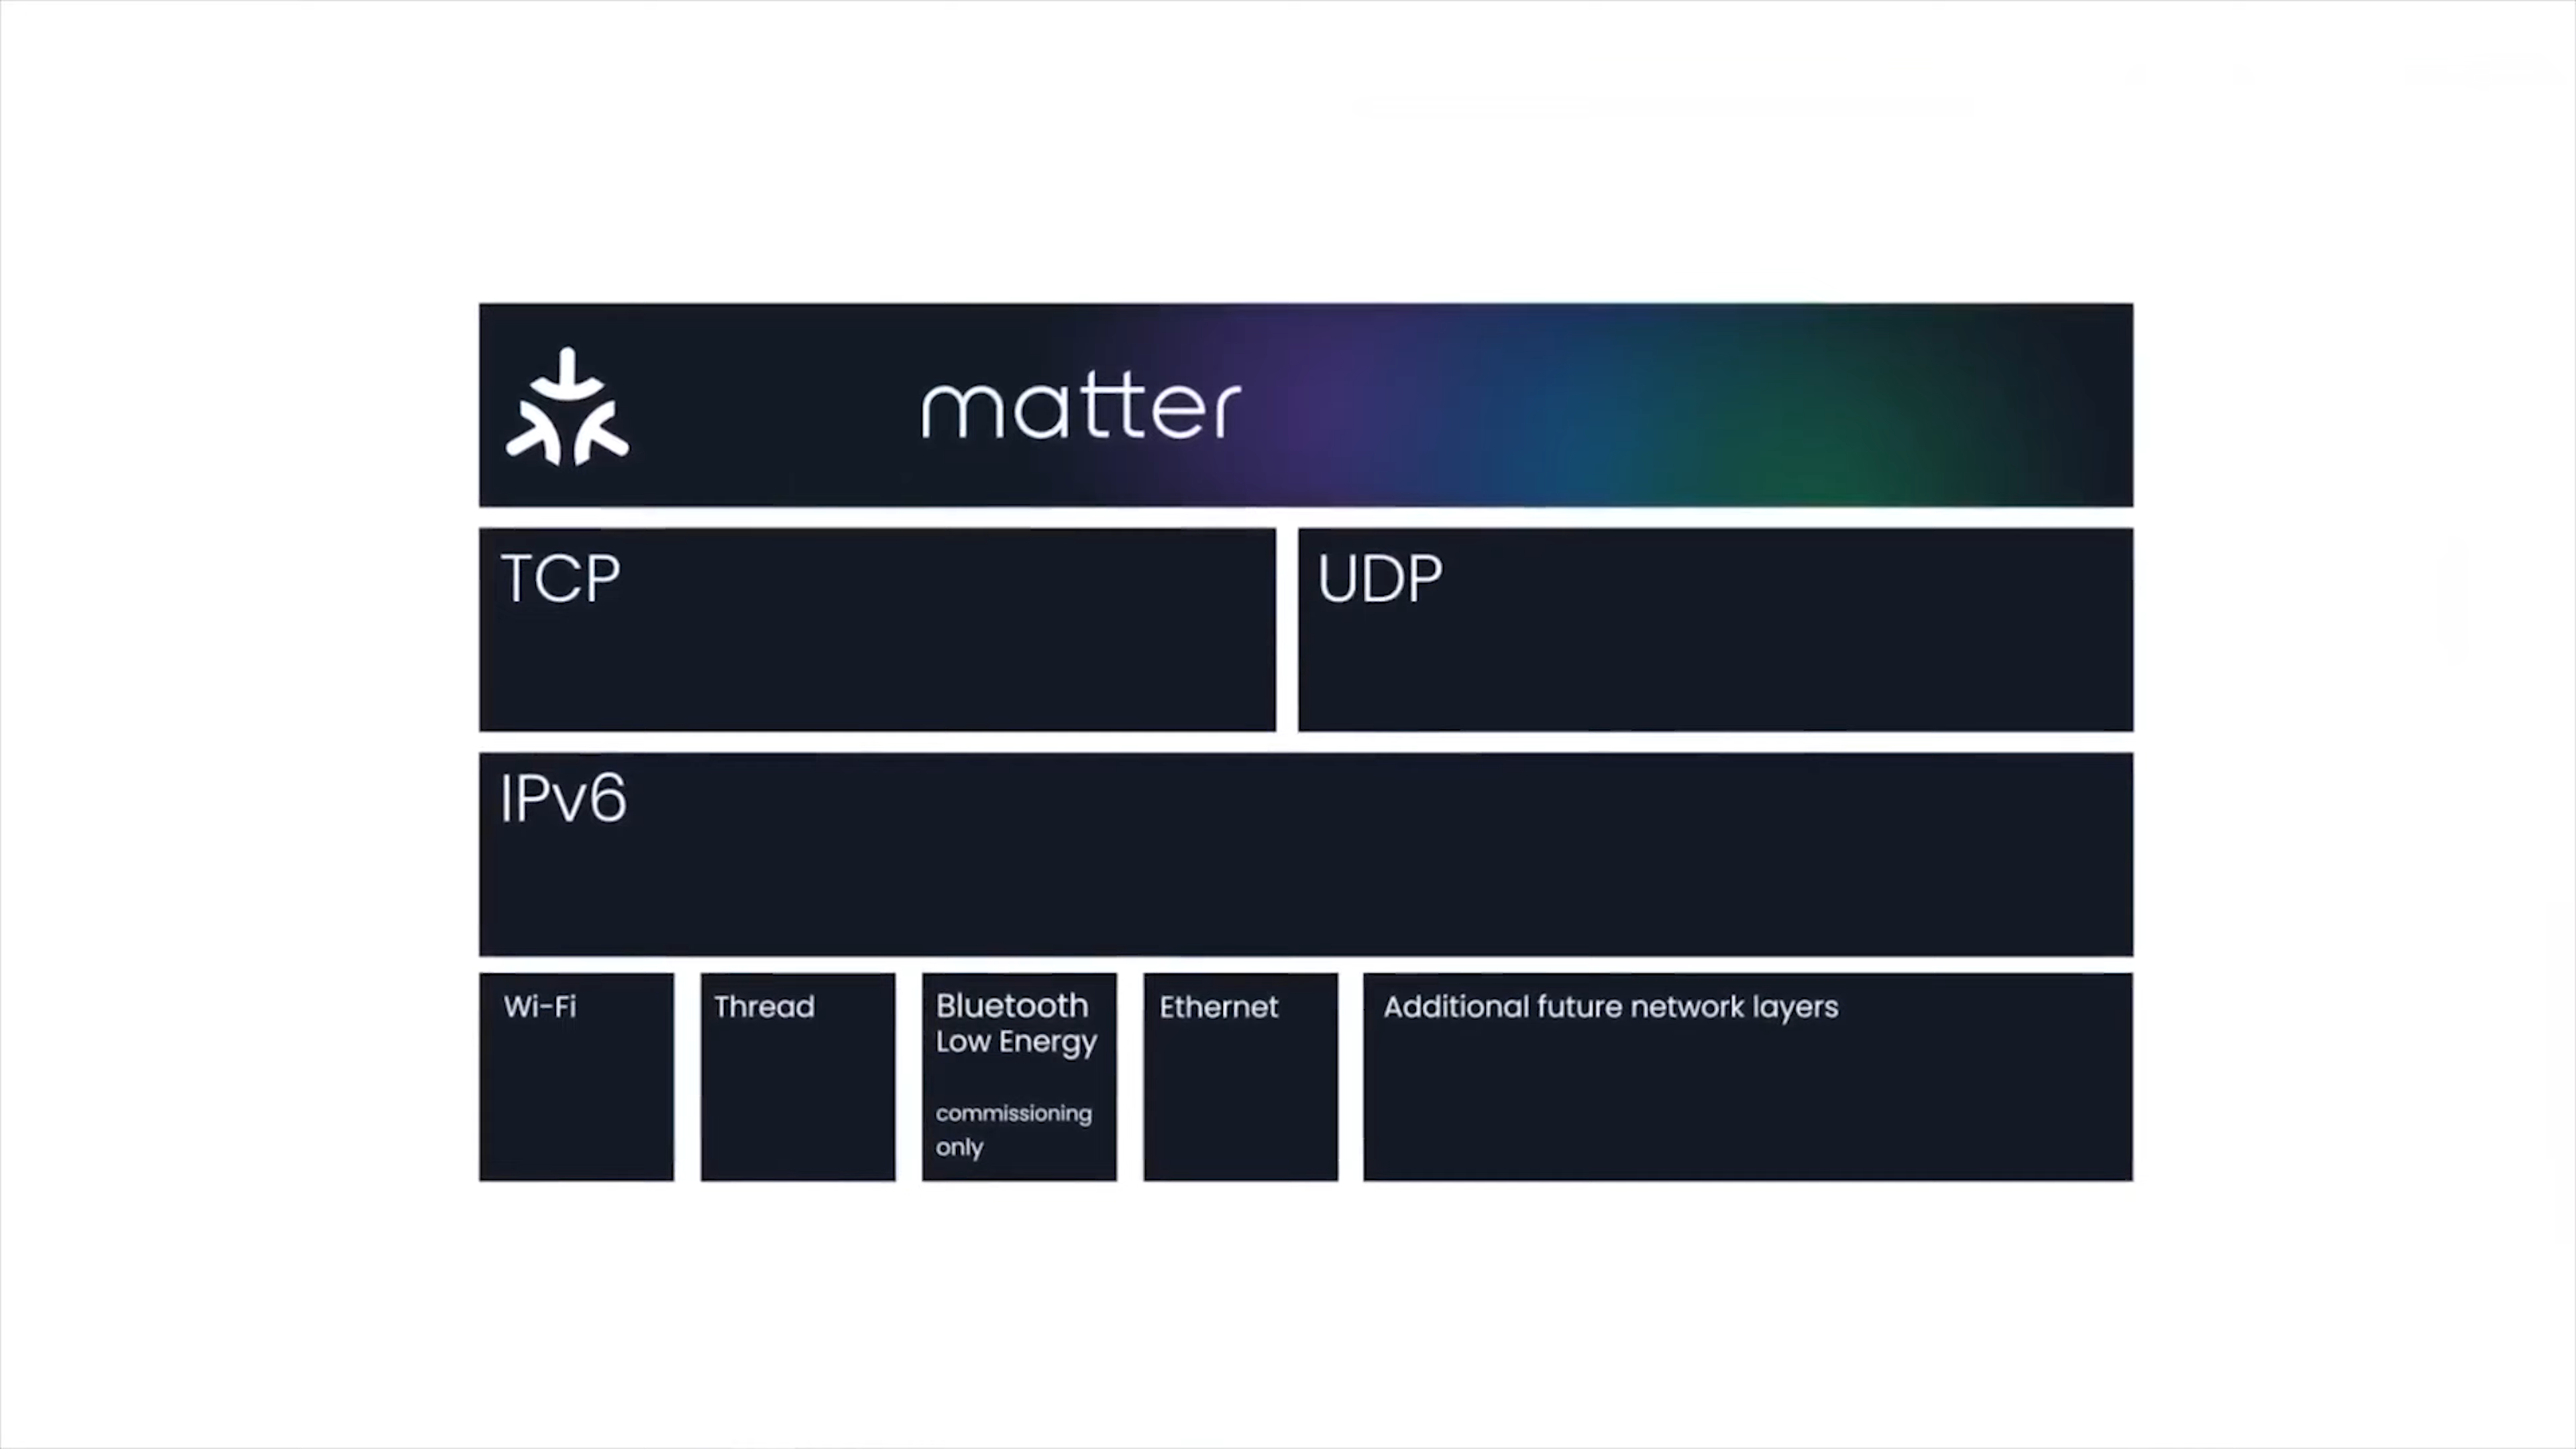 matter
TCP
UDP
IPv6
Wi-Fi
Thread
Bluetooth
Low Energy
commissioning
only
Ethernet
Additional future network layers